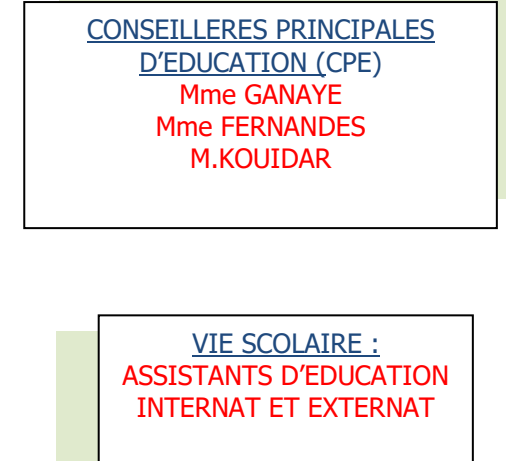 CONSEILLERES PRINCIPALES
D’EDUCATION (CPE)
Mme GANAYE
Mme FERNANDES
M.KOUIDAR
VIE SCOLAIRE :
ASSISTANTS D’EDUCATION
INTERNAT ET EXTERNAT